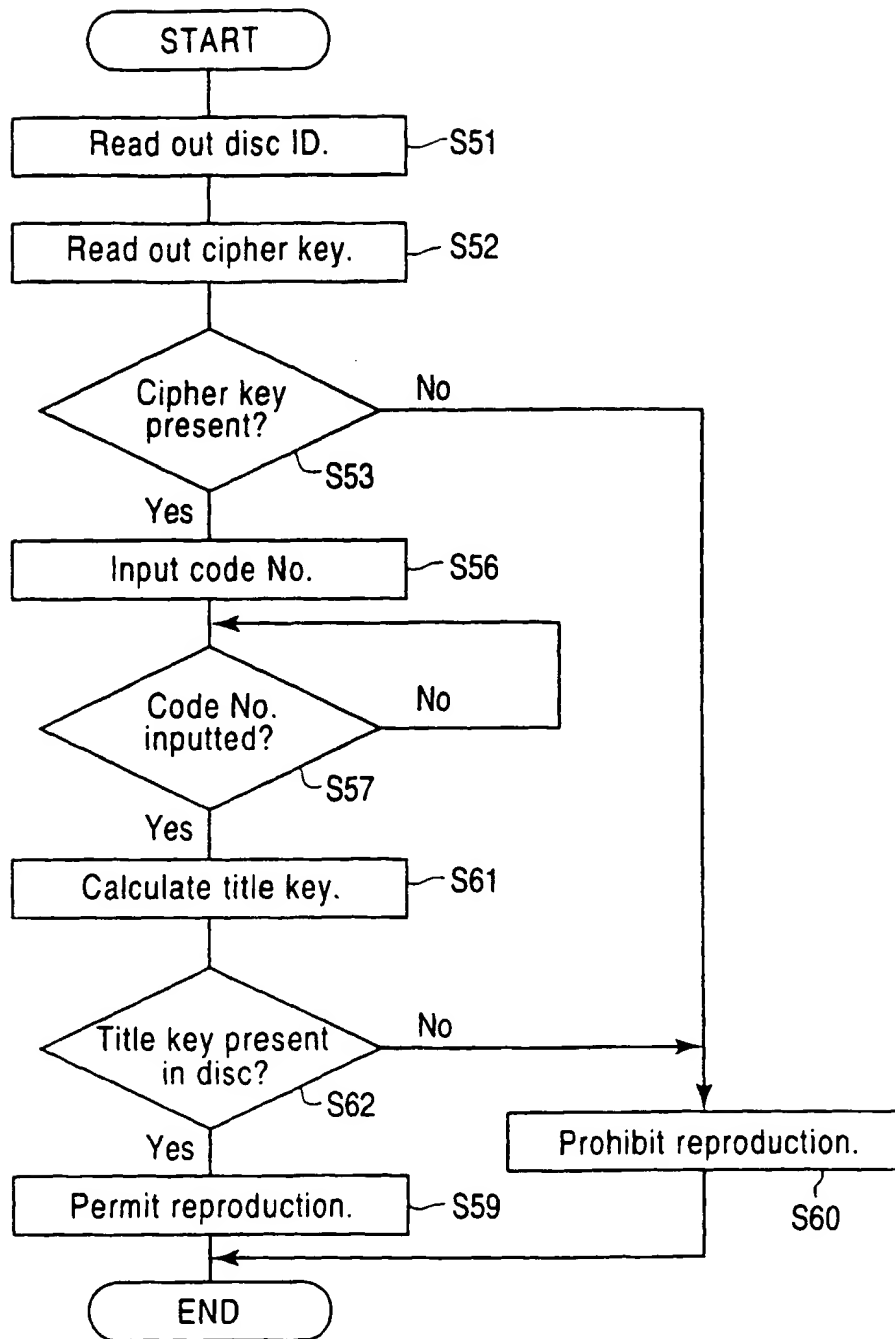 START
Read out disc ID.
S51
Read out cipher key.
S52
Cipher key
present?
No
S53
Yes
Input code No.
S56
Code No.
inputted?
No
S57
Yes
Calculate title key.
S61
Title key present
in disc?
No
S62
Yes
Prohibit reproduction.
S60
Permit reproduction.
S59
END